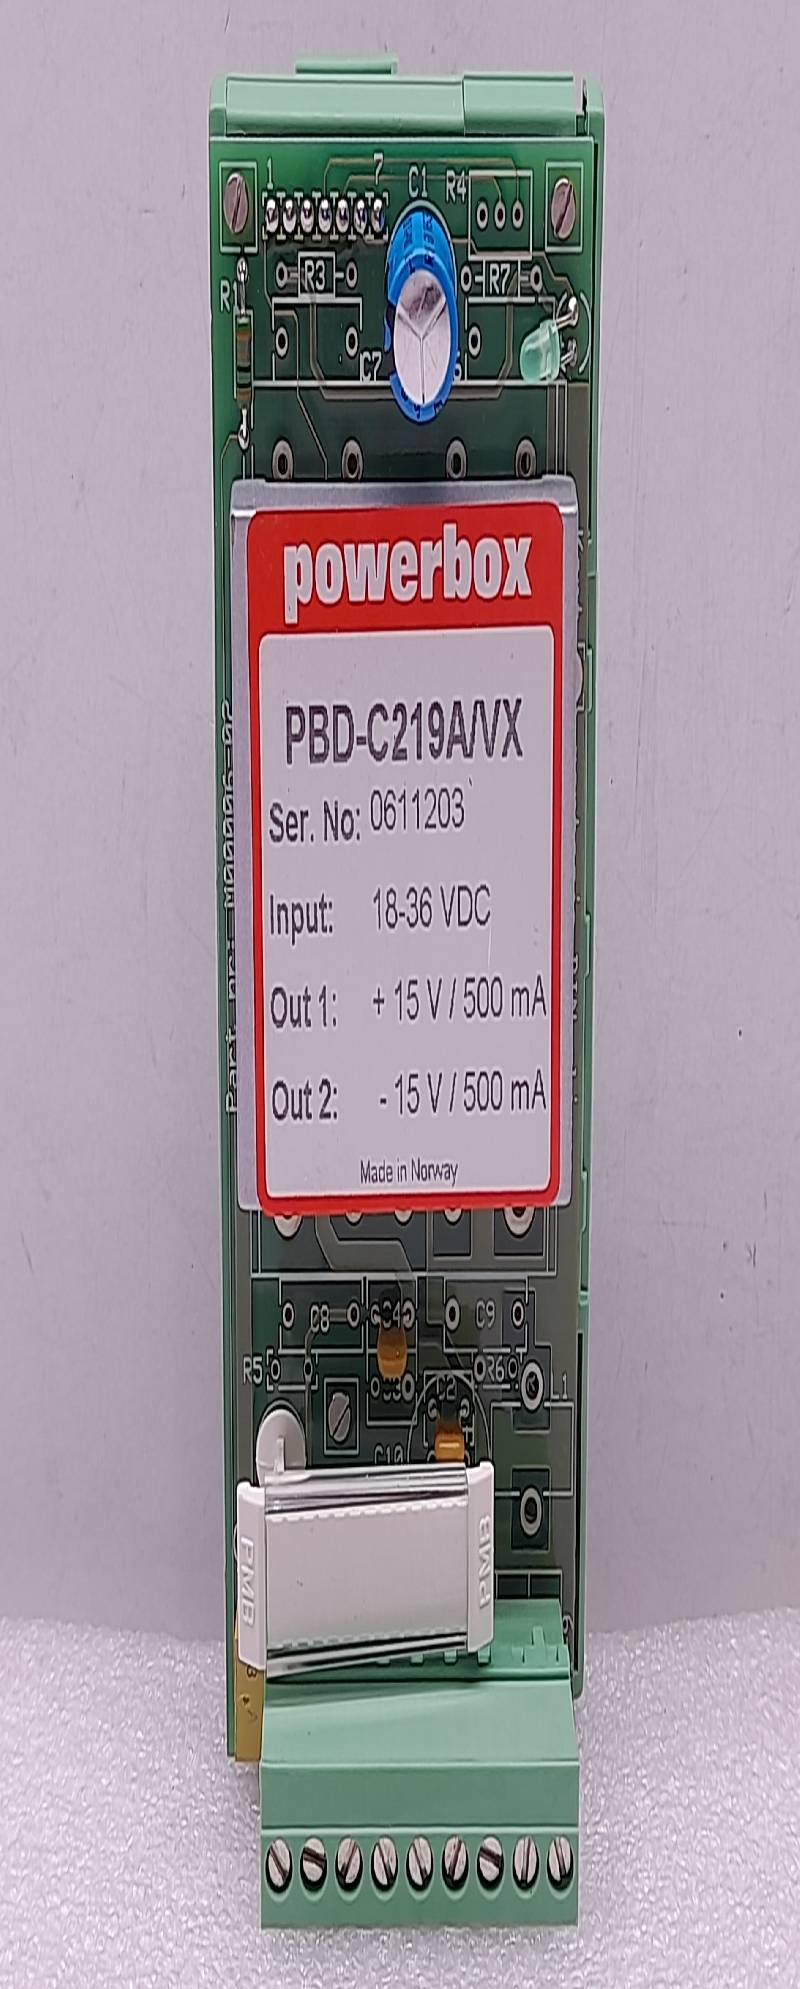 1 7 C1 R4
R3 R7
R1
C7
powerbox
PBD-C219A/VX
Ser. No: 0611203
Input: 18-36 VDC
Out 1: + 15 V / 500 mA
Out 2: - 15 V / 500 mA
Made in Norway
C8 C9
R5 R6
C2
C10
PMB PMB